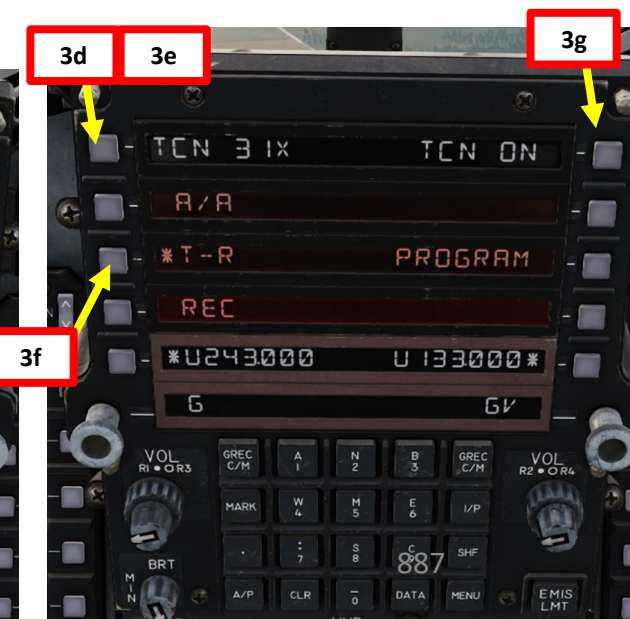 3d 3e 3g
TCN 31X TCN ON
A/A
*T--R PROGRAM
3f
REC
*U243.000 U 133.000*
G GV
VOL
R1 R3
GREC C/M
A 1
N 2
B 3
GREC C/M
VOL
R2 R4
MARK
W 4
M 5
E 6
I/P
.
: 7
S 8
887
SHF
BRT
MIN
A/P
CLR
- 0
DATA
MENU
EMIS
LMT